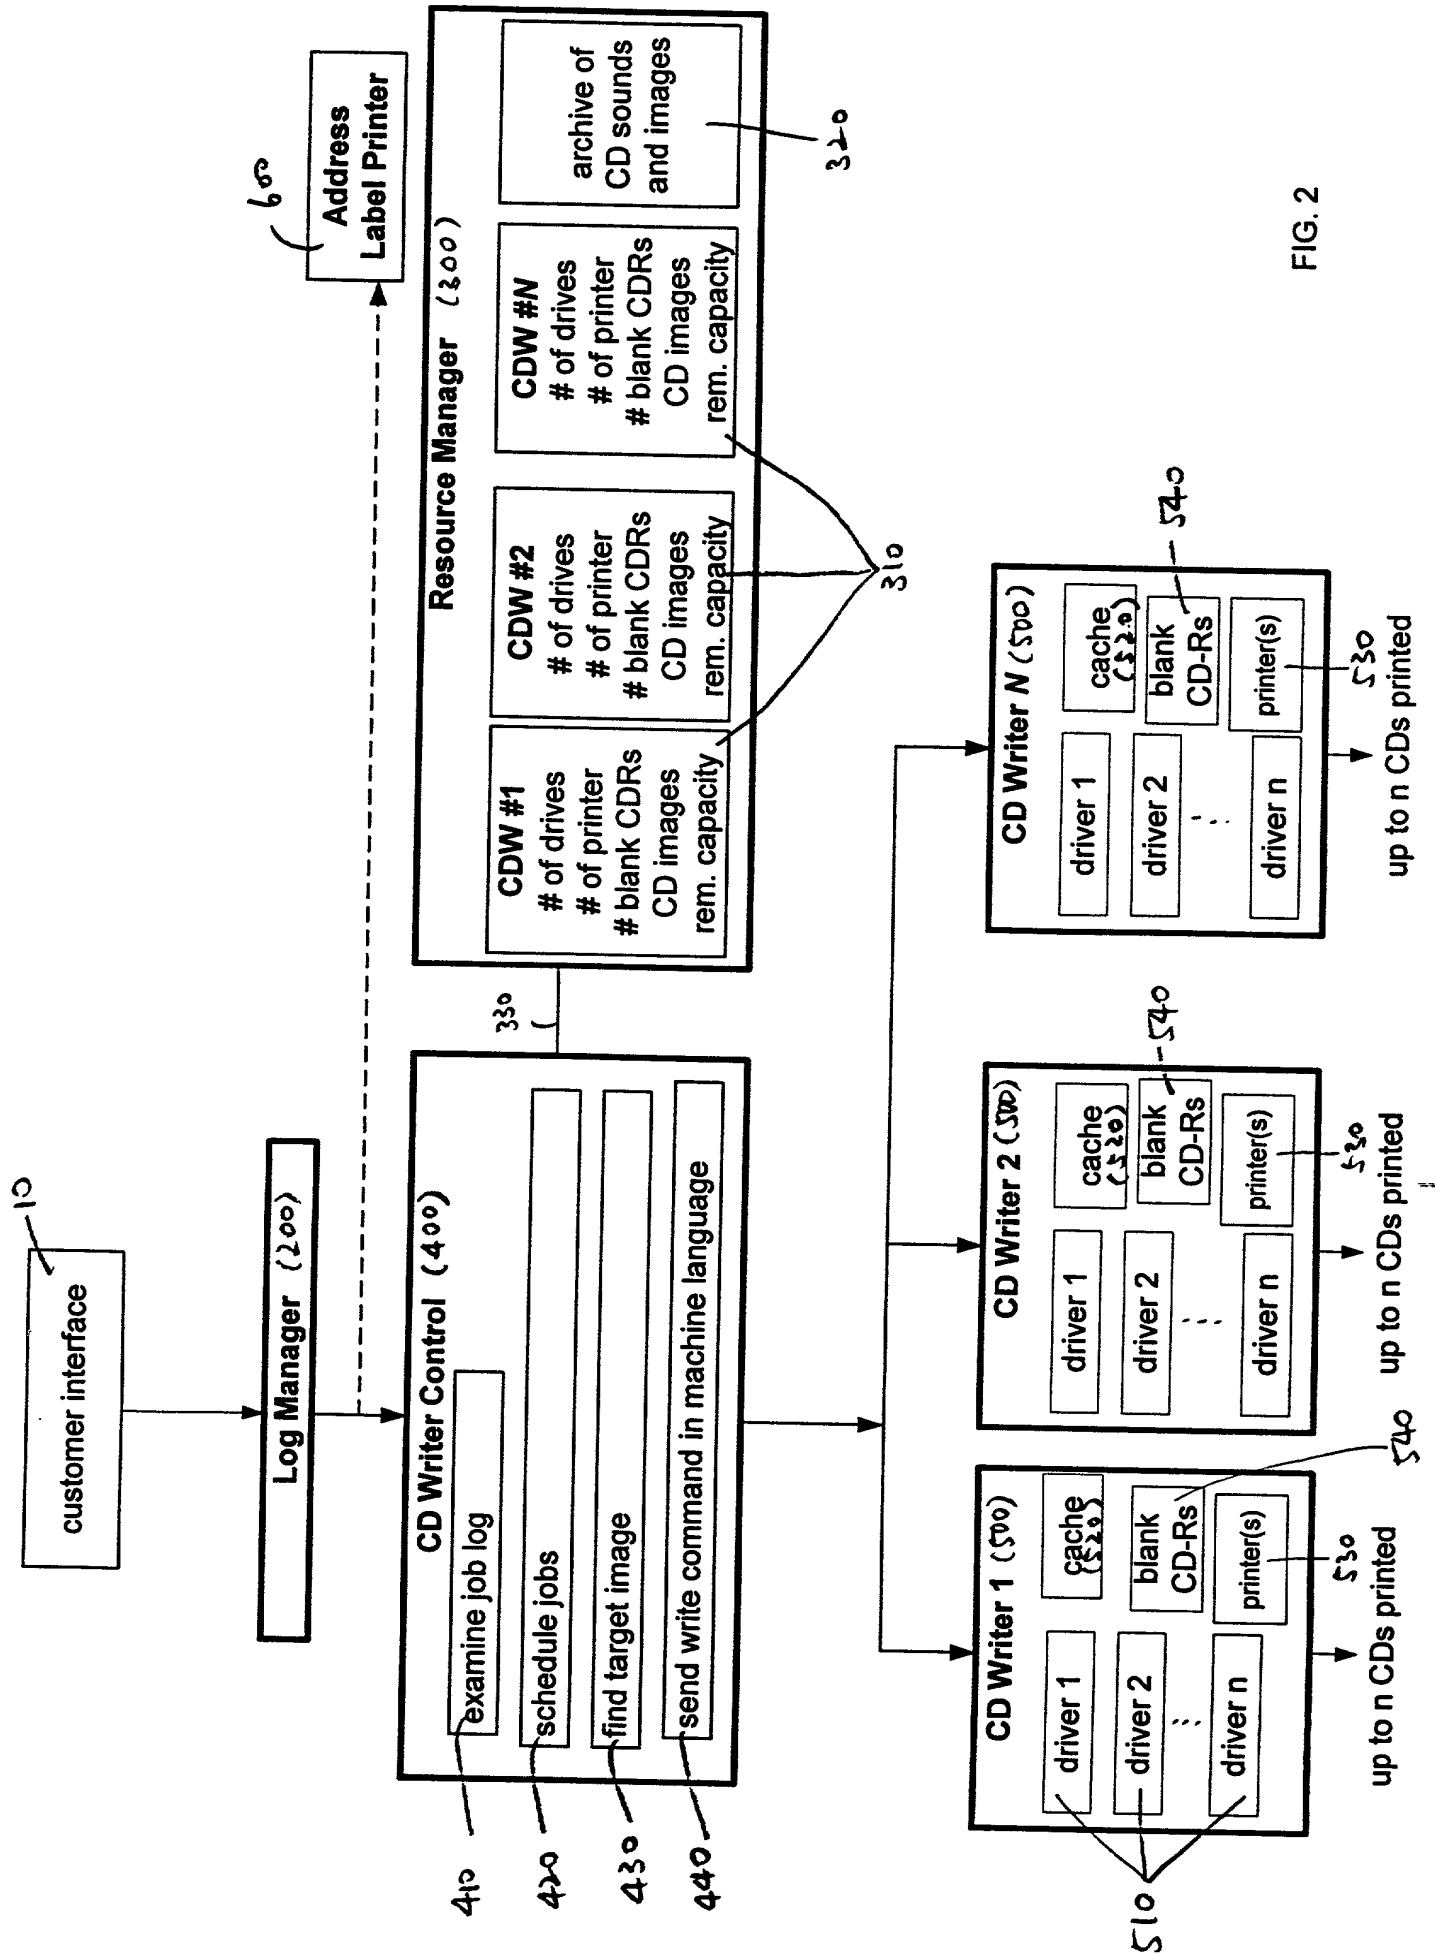 10
customer interface
Log Manager (200)
600
Address
Label Printer
CD Writer Control (400)
410
examine job log
420
schedule jobs
430
find target image
440
send write command in machine language
330
Resource Manager (300)
CDW #1
# of drives
# of printer
# blank CDRs
CD images
rem. capacity
CDW #2
# of drives
# of printer
# blank CDRs
CD images
rem. capacity
CDW #N
# of drives
# of printer
# blank CDRs
CD images
rem. capacity
archive of
CD sounds
and images
310
320
CD Writer 1 (500)
driver 1
driver 2
...
driver n
cache
(520)
blank
CD-Rs
printer(s)
510
530
540
up to n CDs printed
CD Writer 2 (500)
driver 1
driver 2
....
driver n
cache
(520)
blank
CD-Rs
printer(s)
540
530
up to n CDs printed
CD Writer N (500)
driver 1
driver 2
...
driver n
cache
(520)
blank
CD-Rs
printer(s)
540
530
up to n CDs printed
FIG. 2